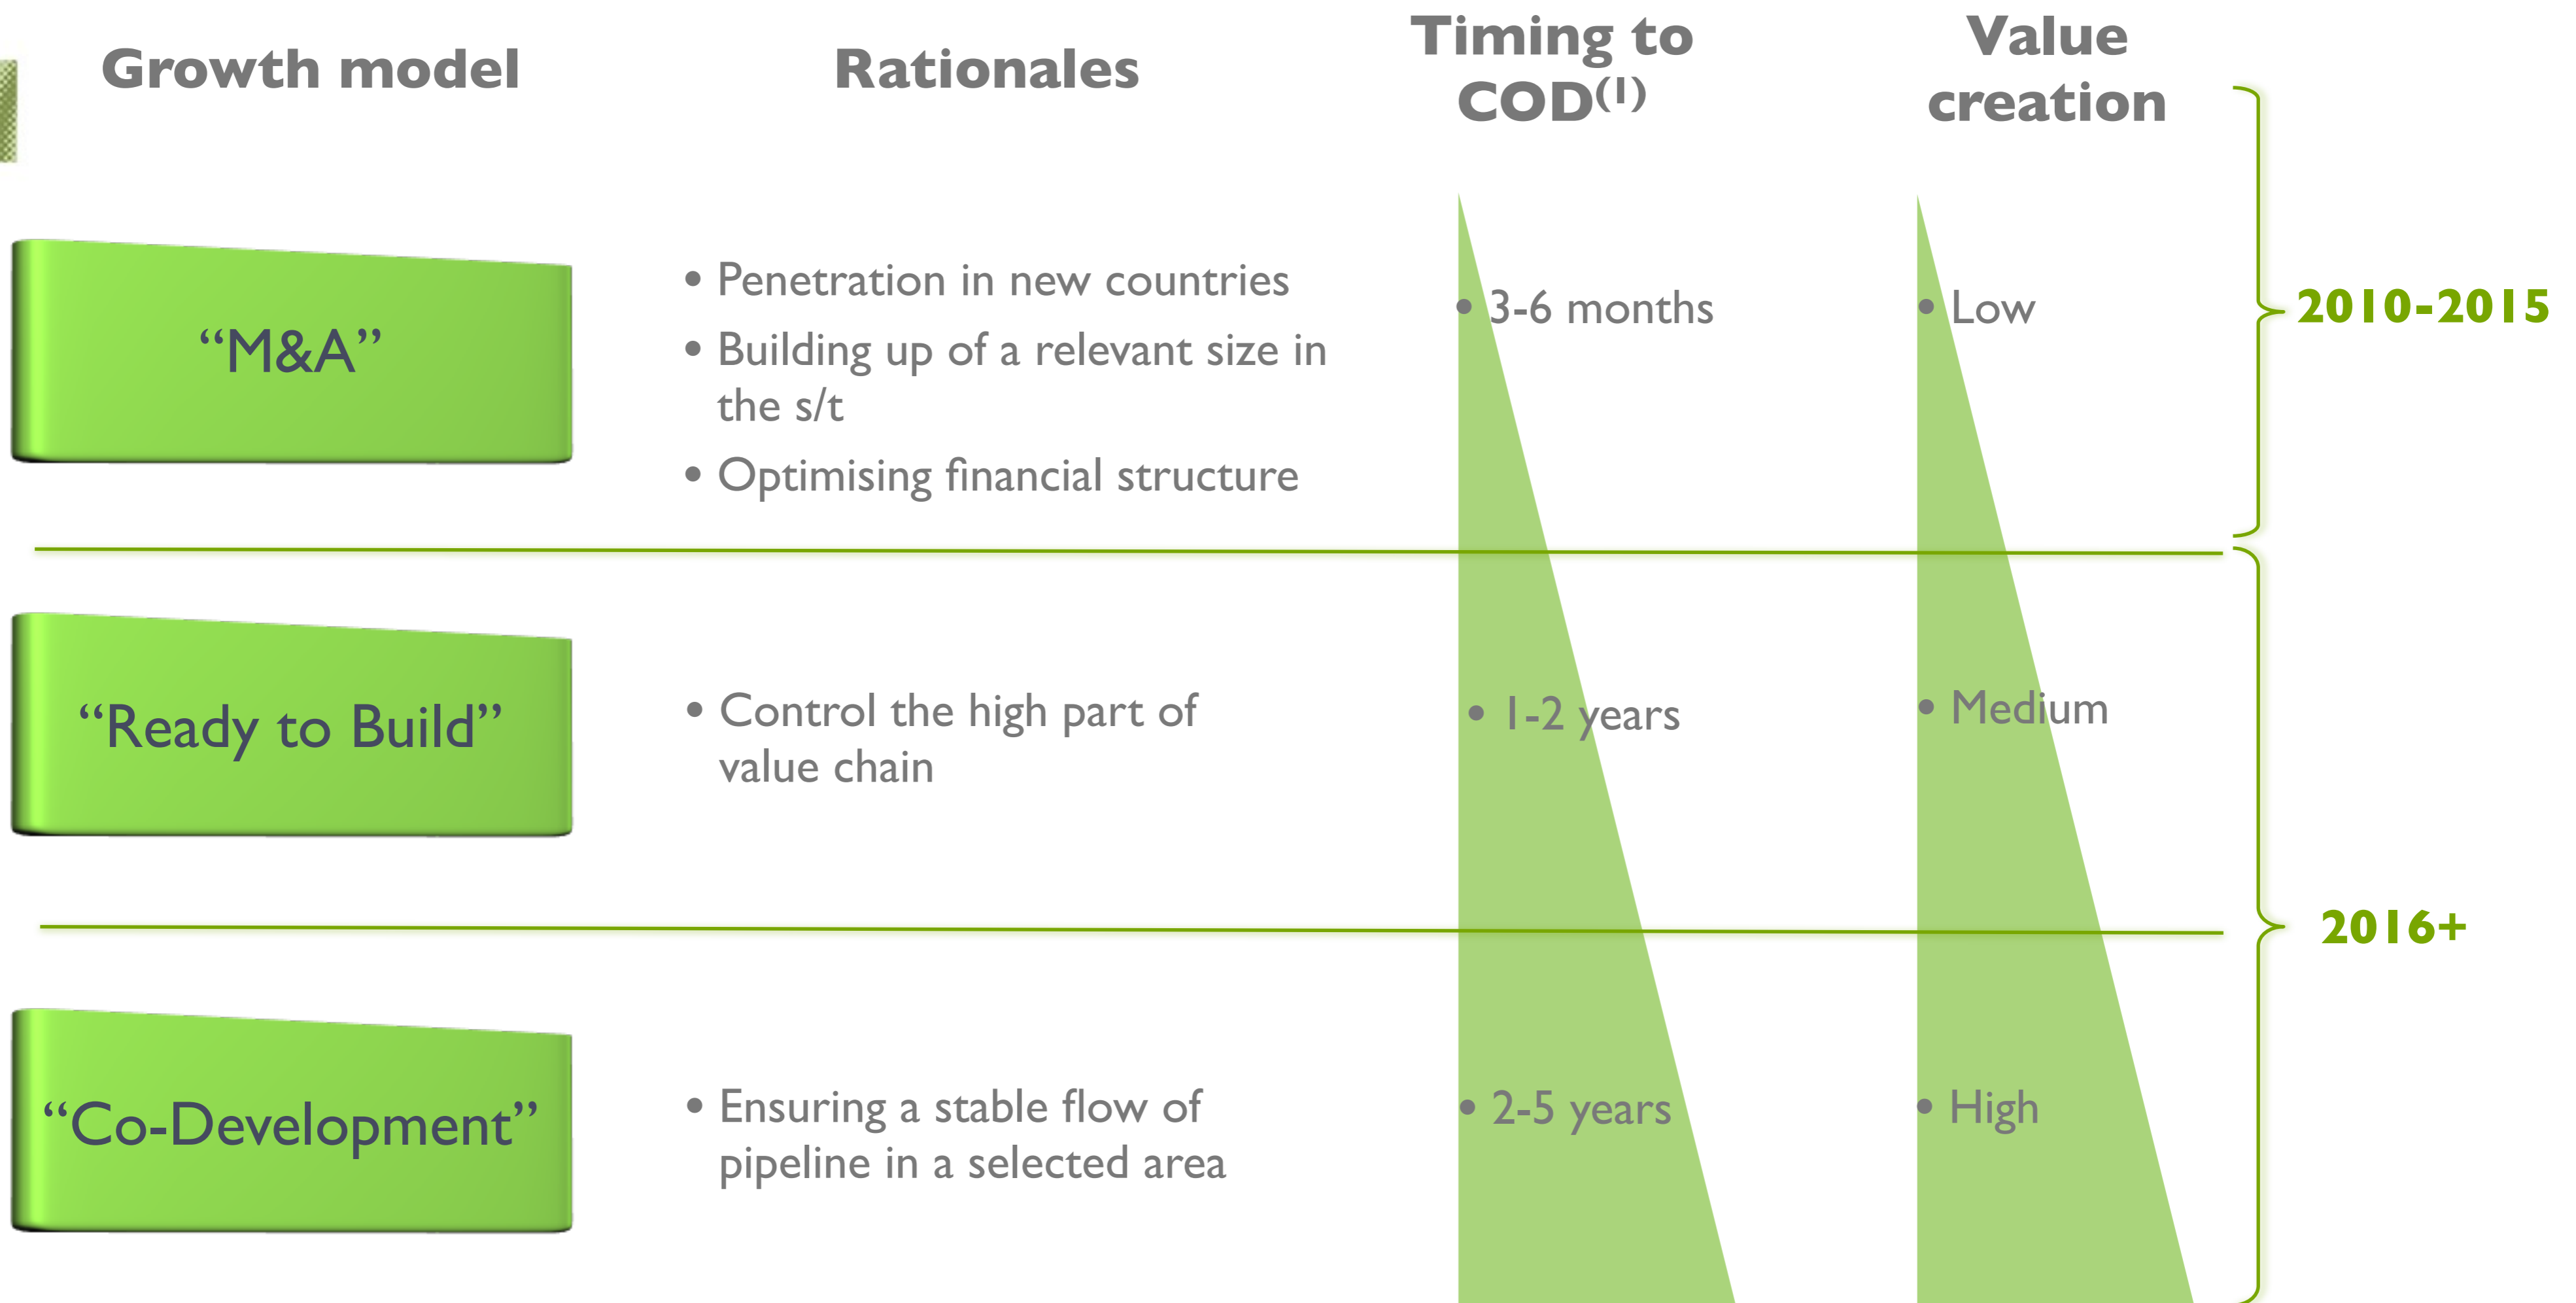 Growth model
Rationales
Timing to
COD(1)
Value
creation
“M&A”
• Penetration in new countries
• Building up of a relevant size in
the s/t
• Optimising financial structure
• 3-6 months
• Low
2010-2015
“Ready to Build”
• Control the high part of
value chain
• 1-2 years
• Medium
2016+
“Co-Development”
• Ensuring a stable flow of
pipeline in a selected area
• 2-5 years
• High